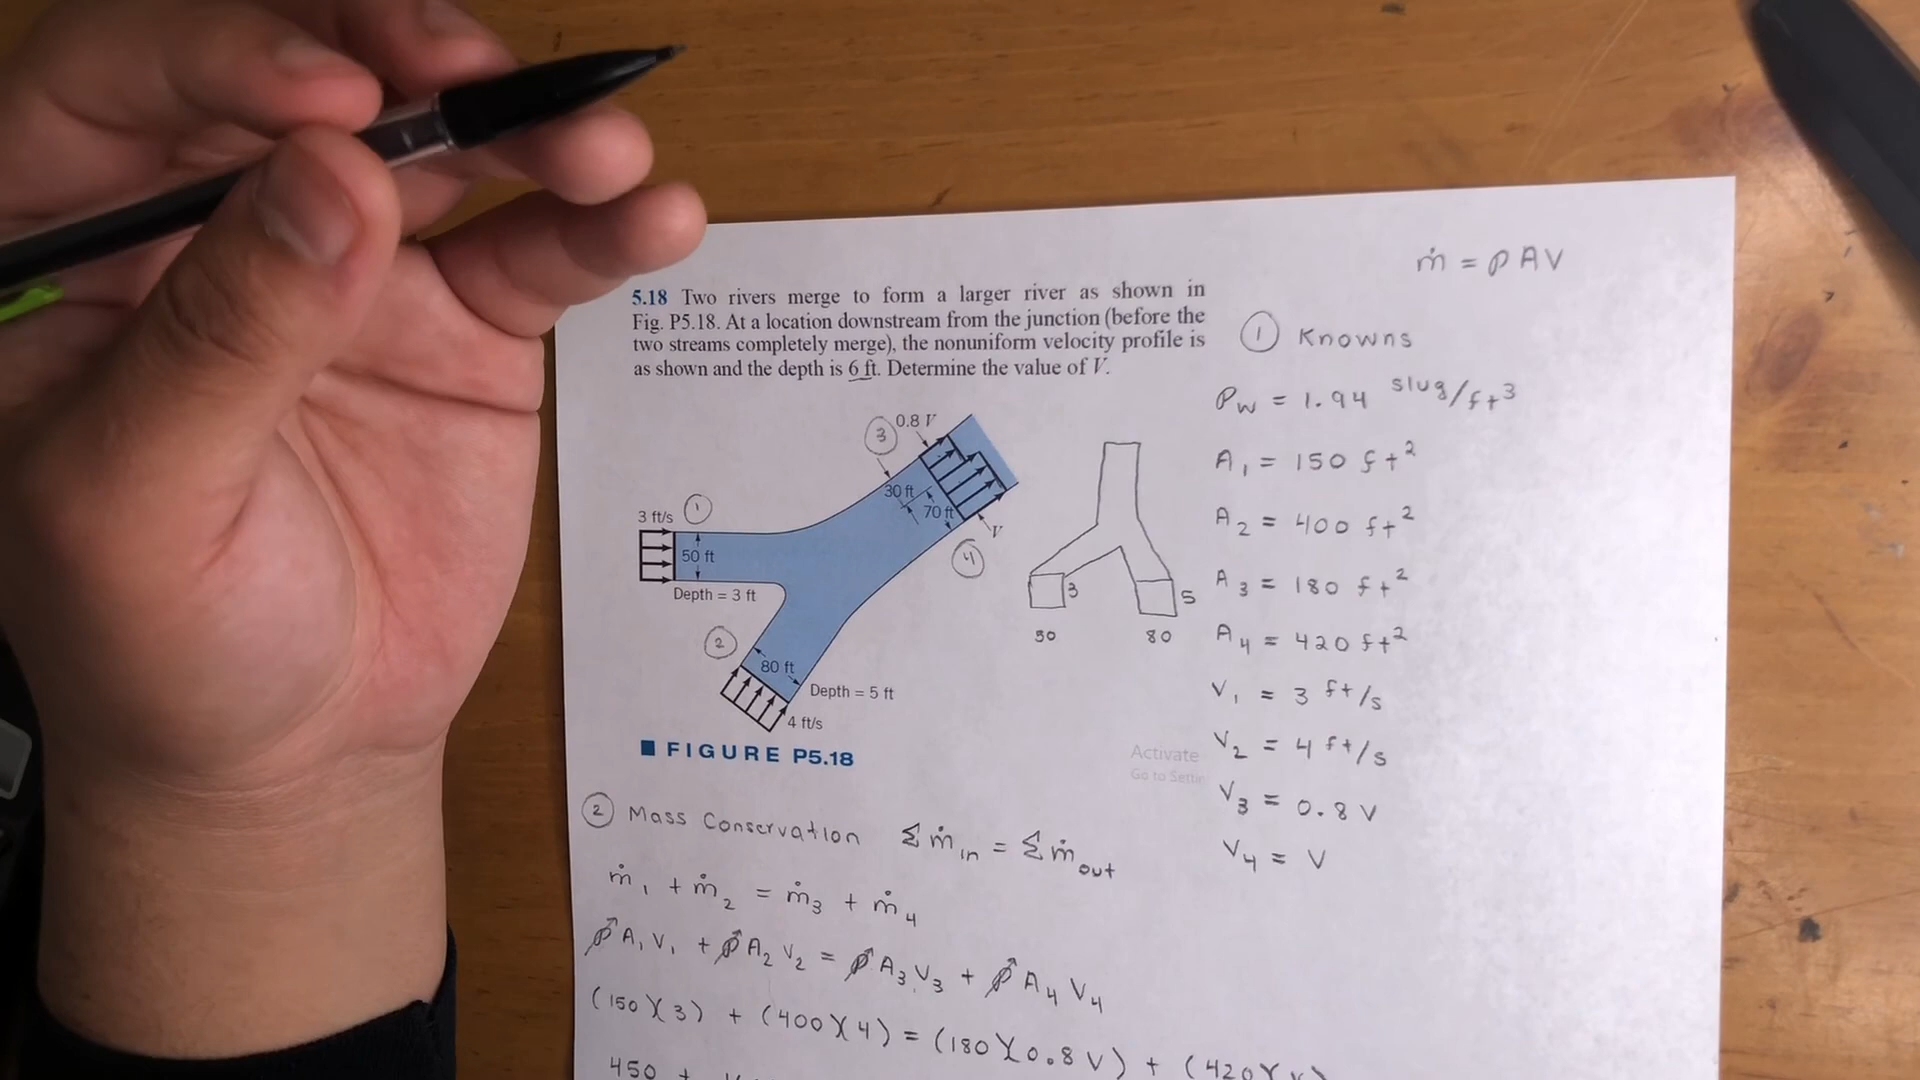 ṁ = ρAV
5.18 Two rivers merge to form a larger river as shown in
Fig. P5.18. At a location downstream from the junction (before the
two streams completely merge), the nonuniform velocity profile is
as shown and the depth is 6 ft. Determine the value of V.
① Knowns
ρw = 1.94 slug/ft³
A₁ = 150 ft²
A₂ = 400 ft²
A₃ = 180 ft²
A₄ = 420 ft²
V₁ = 3 ft/s
V₂ = 4 ft/s
V₃ = 0.8 V
V₄ = V
③ 0.8 V
30 ft
70 ft
V
④
3 ft/s ①
50 ft
Depth = 3 ft
②
80 ft
Depth = 5 ft
4 ft/s
3
5
50
80
■ FIGURE P5.18
Activate
Go to Settin
② Mass Conservation Σṁin = Σṁout
ṁ₁ + ṁ₂ = ṁ₃ + ṁ₄
ρA₁V₁ + ρA₂V₂ = ρA₃V₃ + ρA₄V₄
(150)(3) + (400)(4) = (180)(0.8V) + (420)(V)
450 +